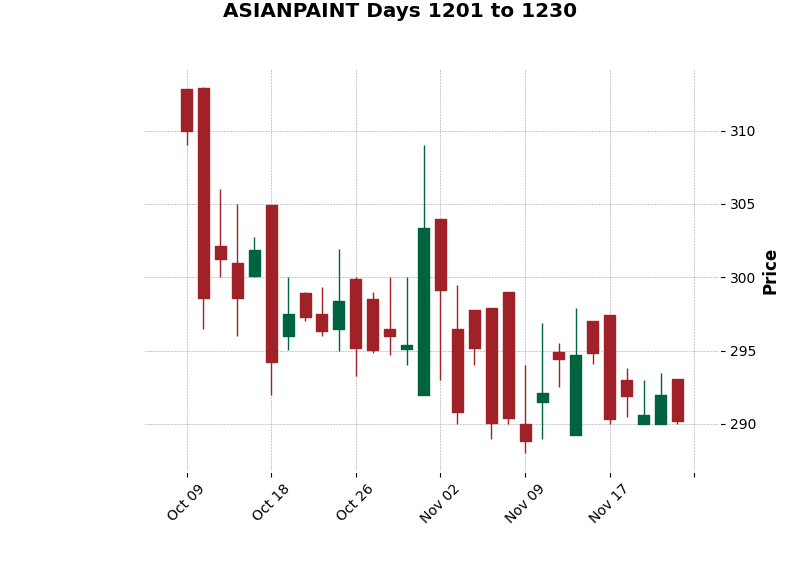 ASIANPAINT Days 1201 to 1230
310
305
300
295
290
Price
Oct 09
Oct 18
Oct 26
Nov 02
Nov 09
Nov 17